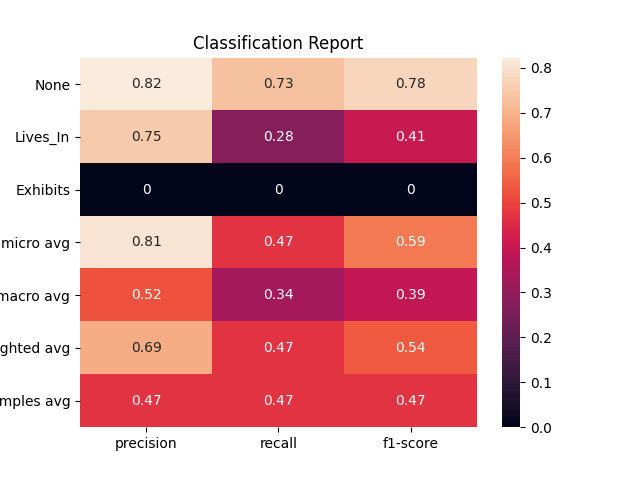 Classification Report
None 0.82 0.73 0.78
Lives_In 0.75 0.28 0.41
Exhibits 0 0 0
micro avg 0.81 0.47 0.59
macro avg 0.52 0.34 0.39
ghted avg 0.69 0.47 0.54
mples avg 0.47 0.47 0.47
precision recall f1-score
0.8
0.7
0.6
0.5
0.4
0.3
0.2
0.1
0.0